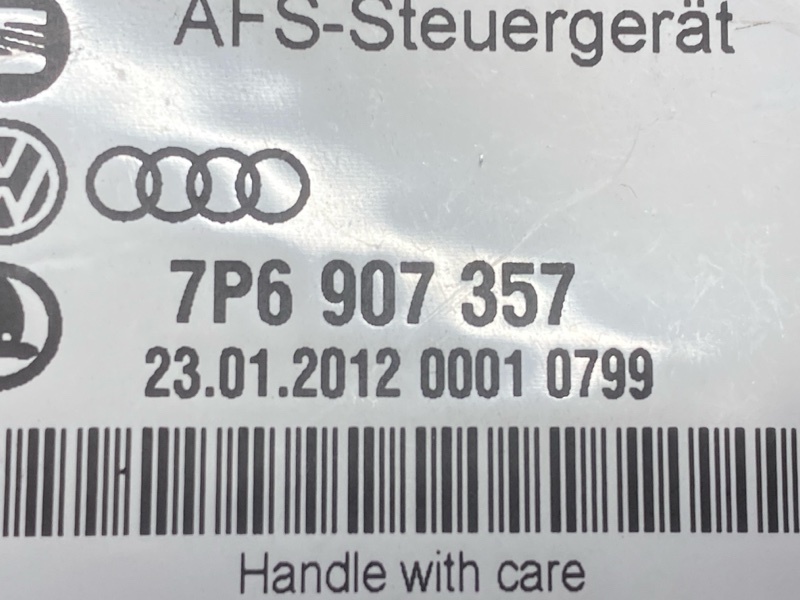 AFS-Steuergerät
7P6 907 357
23.01.2012 0001 0799
Handle with care